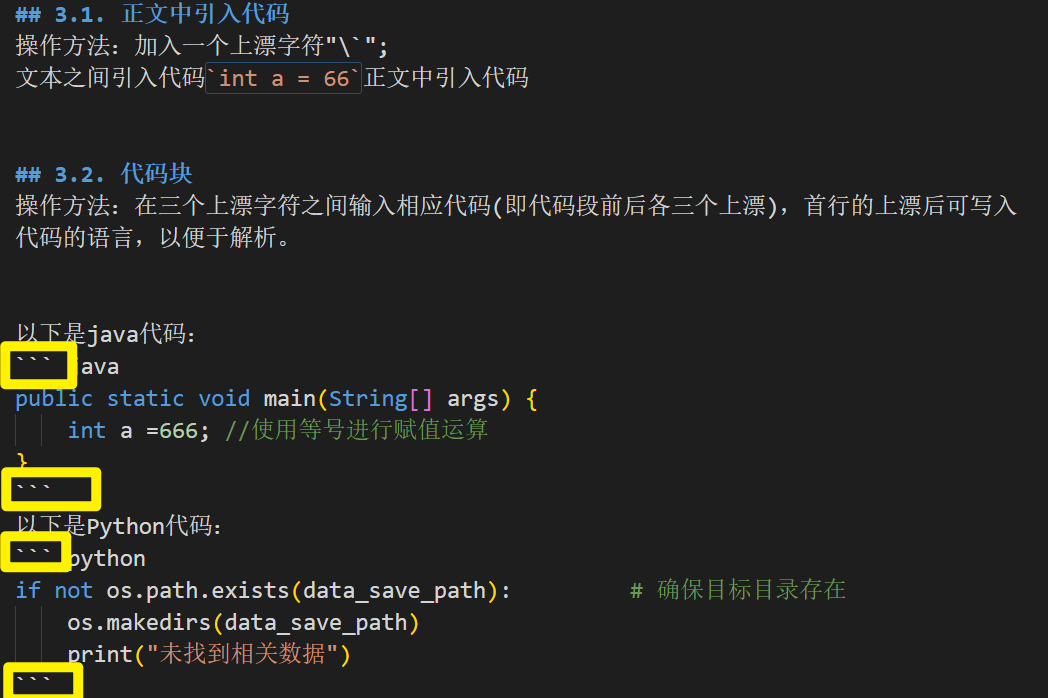 ## 3.1. 正文中引入代码
操作方法：加入一个上漂字符"\`";
文本之间引入代码`int a = 66`正文中引入代码
## 3.2. 代码块
操作方法：在三个上漂字符之间输入相应代码(即代码段前后各三个上漂)，首行的上漂后可写入
代码的语言，以便于解析。
以下是java代码：
``` java
public static void main(String[] args) {
int a =666; //使用等号进行赋值运算
}
```
以下是Python代码：
``` python
if not os.path.exists(data_save_path): # 确保目标目录存在
os.makedirs(data_save_path)
print("未找到相关数据")
```